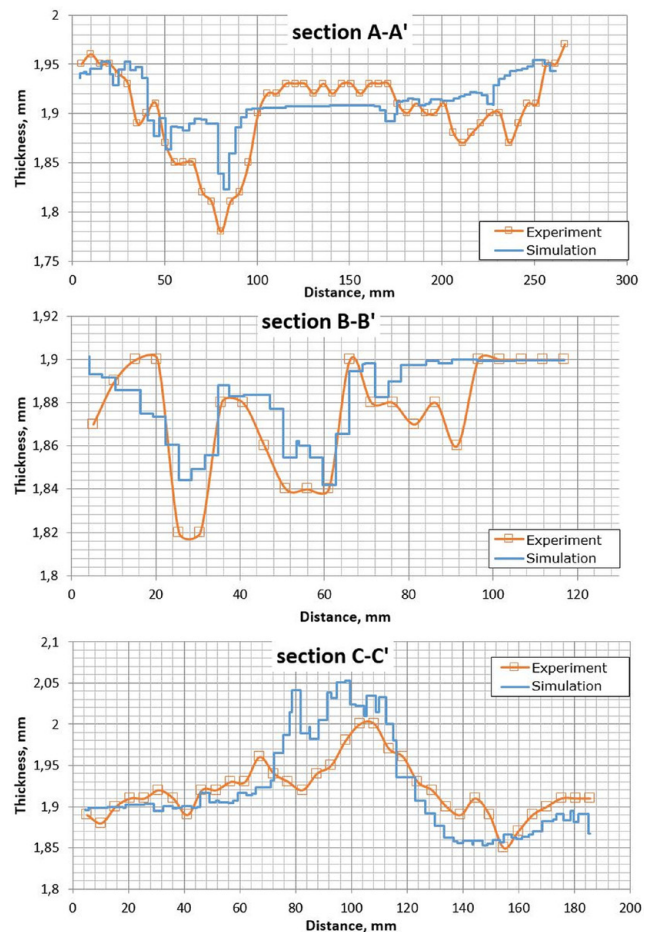 section A-A'
2
1,95
1,9
1,85
1,8
1,75
Thickness, mm
Experiment
Simulation
0 50 100 150 200 250 300
Distance, mm
section B-B'
1,92
1,9
1,88
1,86
1,84
1,82
1,8
Thickness, mm
Experiment
Simulation
0 20 40 60 80 100 120
Distance, mm
section C-C'
2,1
2,05
2
1,95
1,9
1,85
1,8
Thickness, mm
Experiment
Simulation
0 20 40 60 80 100 120 140 160 180 200
Distance, mm